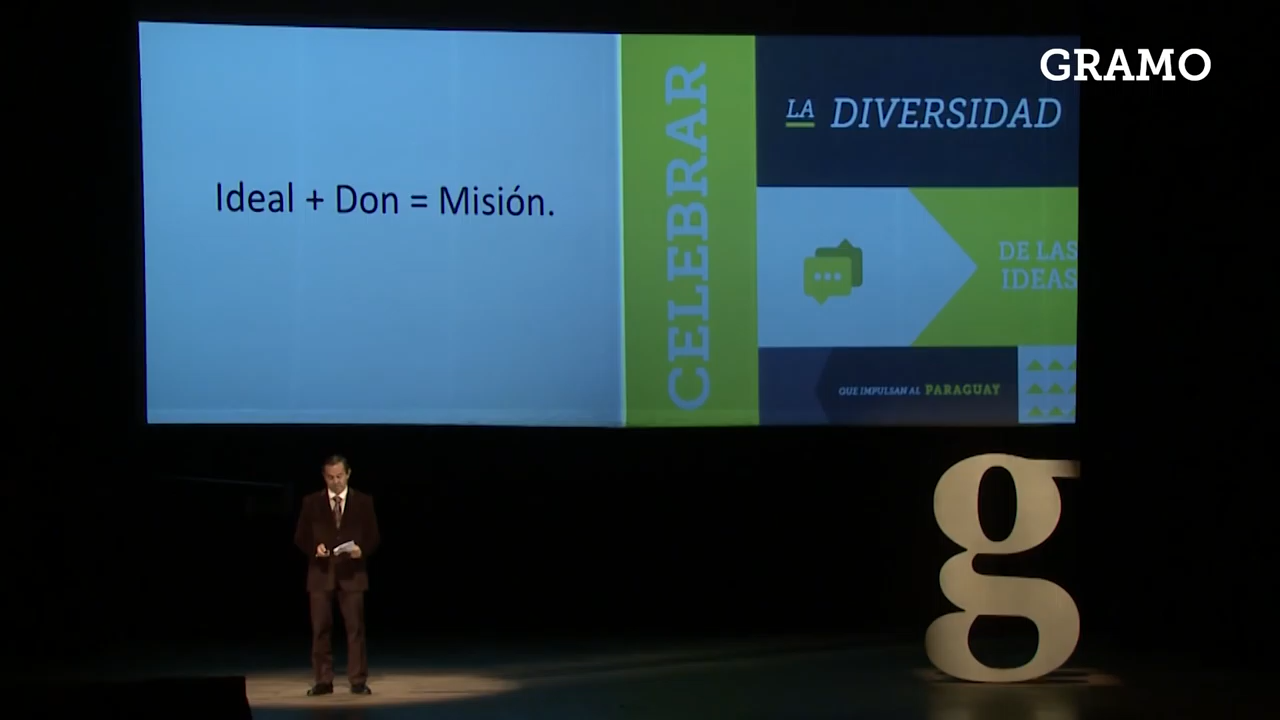 GRAMO
Ideal + Don = Misión.
CELEBRAR
LA DIVERSIDAD
DE LAS
IDEAS
QUE IMPULSAN AL PARAGUAY
g